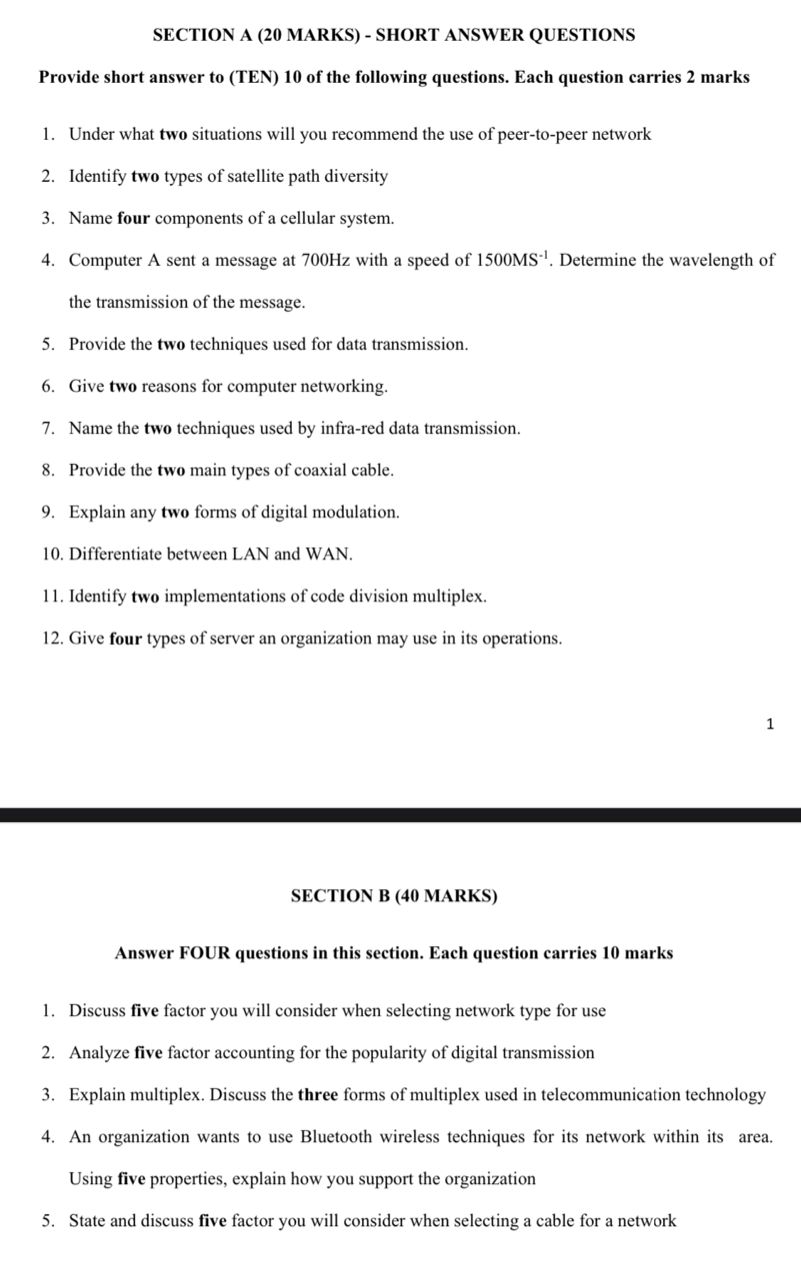 SECTION A (20 MARKS) - SHORT ANSWER QUESTIONS
Provide short answer to (TEN) 10 of the following questions. Each question carries 2 marks
1. Under what two situations will you recommend the use of peer-to-peer network
2. Identify two types of satellite path diversity
3. Name four components of a cellular system.
4. Computer A sent a message at 700Hz with a speed of 1500MS⁻¹. Determine the wavelength of
the transmission of the message.
5. Provide the two techniques used for data transmission.
6. Give two reasons for computer networking.
7. Name the two techniques used by infra-red data transmission.
8. Provide the two main types of coaxial cable.
9. Explain any two forms of digital modulation.
10. Differentiate between LAN and WAN.
11. Identify two implementations of code division multiplex.
12. Give four types of server an organization may use in its operations.
1
SECTION B (40 MARKS)
Answer FOUR questions in this section. Each question carries 10 marks
1. Discuss five factor you will consider when selecting network type for use
2. Analyze five factor accounting for the popularity of digital transmission
3. Explain multiplex. Discuss the three forms of multiplex used in telecommunication technology
4. An organization wants to use Bluetooth wireless techniques for its network within its area.
Using five properties, explain how you support the organization
5. State and discuss five factor you will consider when selecting a cable for a network